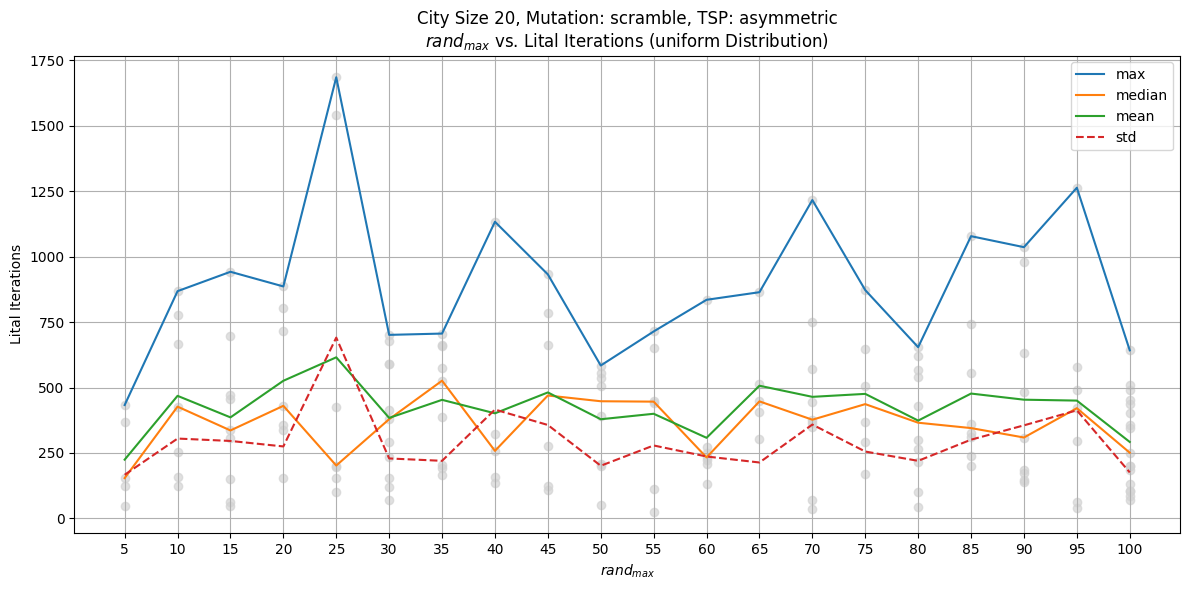 City Size 20, Mutation: scramble, TSP: asymmetric
rand_max vs. Lital Iterations (uniform Distribution)
max
median
mean
std
Lital Iterations
1750
1500
1250
1000
750
500
250
0
5 10 15 20 25 30 35 40 45 50 55 60 65 70 75 80 85 90 95 100
rand_max